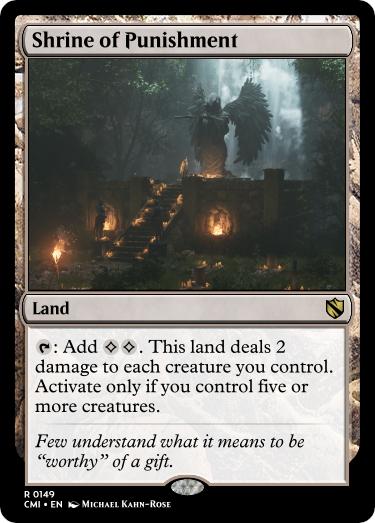 Shrine of Punishment
Land
: Add . This land deals 2
damage to each creature you control.
Activate only if you control five or
more creatures.
Few understand what it means to be
“worthy” of a gift.
R 0149
CMI • EN Michael Kahn-Rose